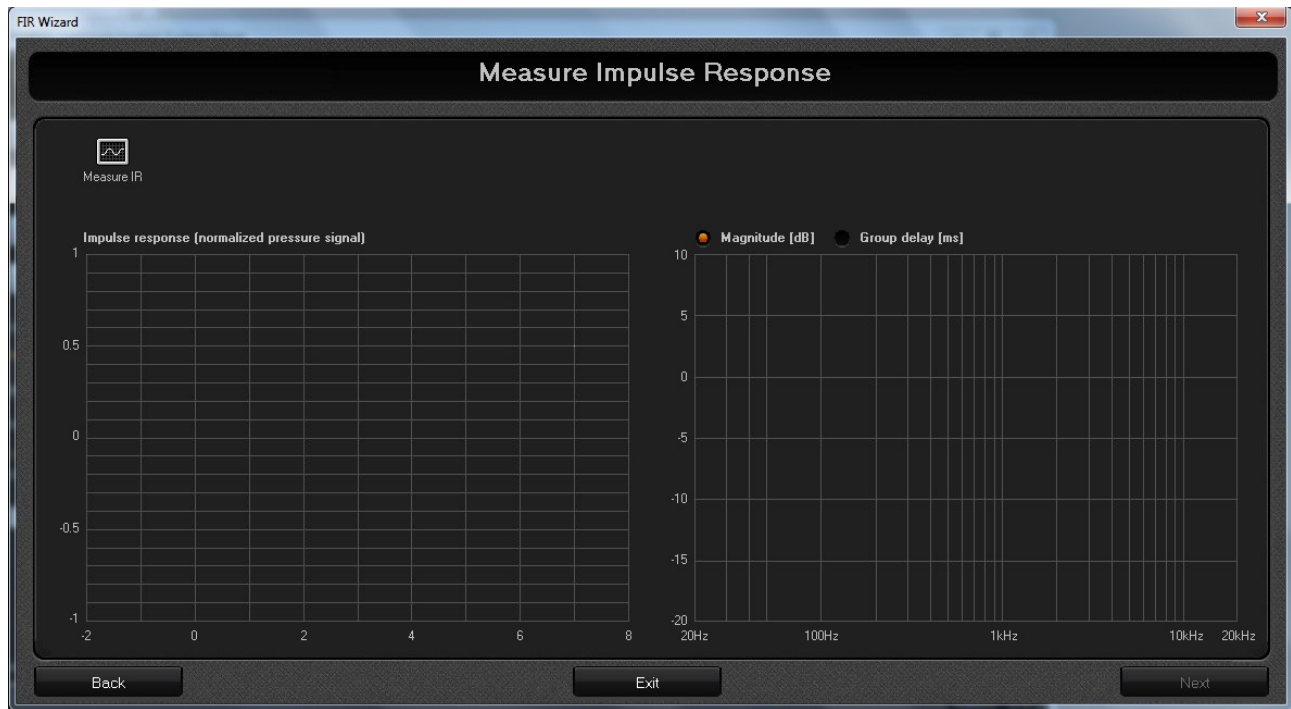 FIR Wizard
Measure Impulse Response
Measure IR
Impulse response (normalized pressure signal)
1
0.5
0
-0.5
-1
-2 0 2 4 6 8
Magnitude [dB] Group delay [ms]
10
5
0
-5
-10
-15
-20
20Hz 100Hz 1kHz 10kHz 20kHz
Back Exit Next